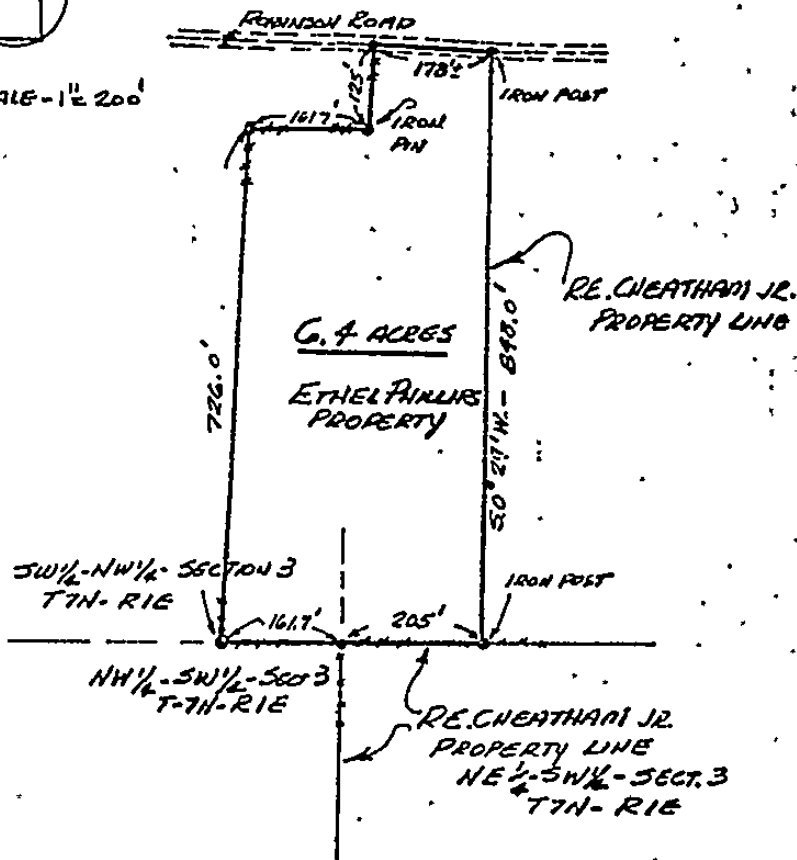 ROBINSON ROAD
ALE - 1" = 200'
125'
178'±
IRON POST
161.7'
IRON
PIN
R.E. CHEATHAM JR.
PROPERTY LINE
6.4 ACRES
ETHEL PHILLIPS
PROPERTY
726.0'
S0°27'W. - 848.0'
SW¼-NW¼- SECTION 3
T7N- R1E
IRON POST
161.7'
205'
NW¼-SW¼-SECT 3
T-7N-R1E
R.E. CHEATHAM JR.
PROPERTY LINE
NE¼-SW¼-SECT. 3
T7N- R1E